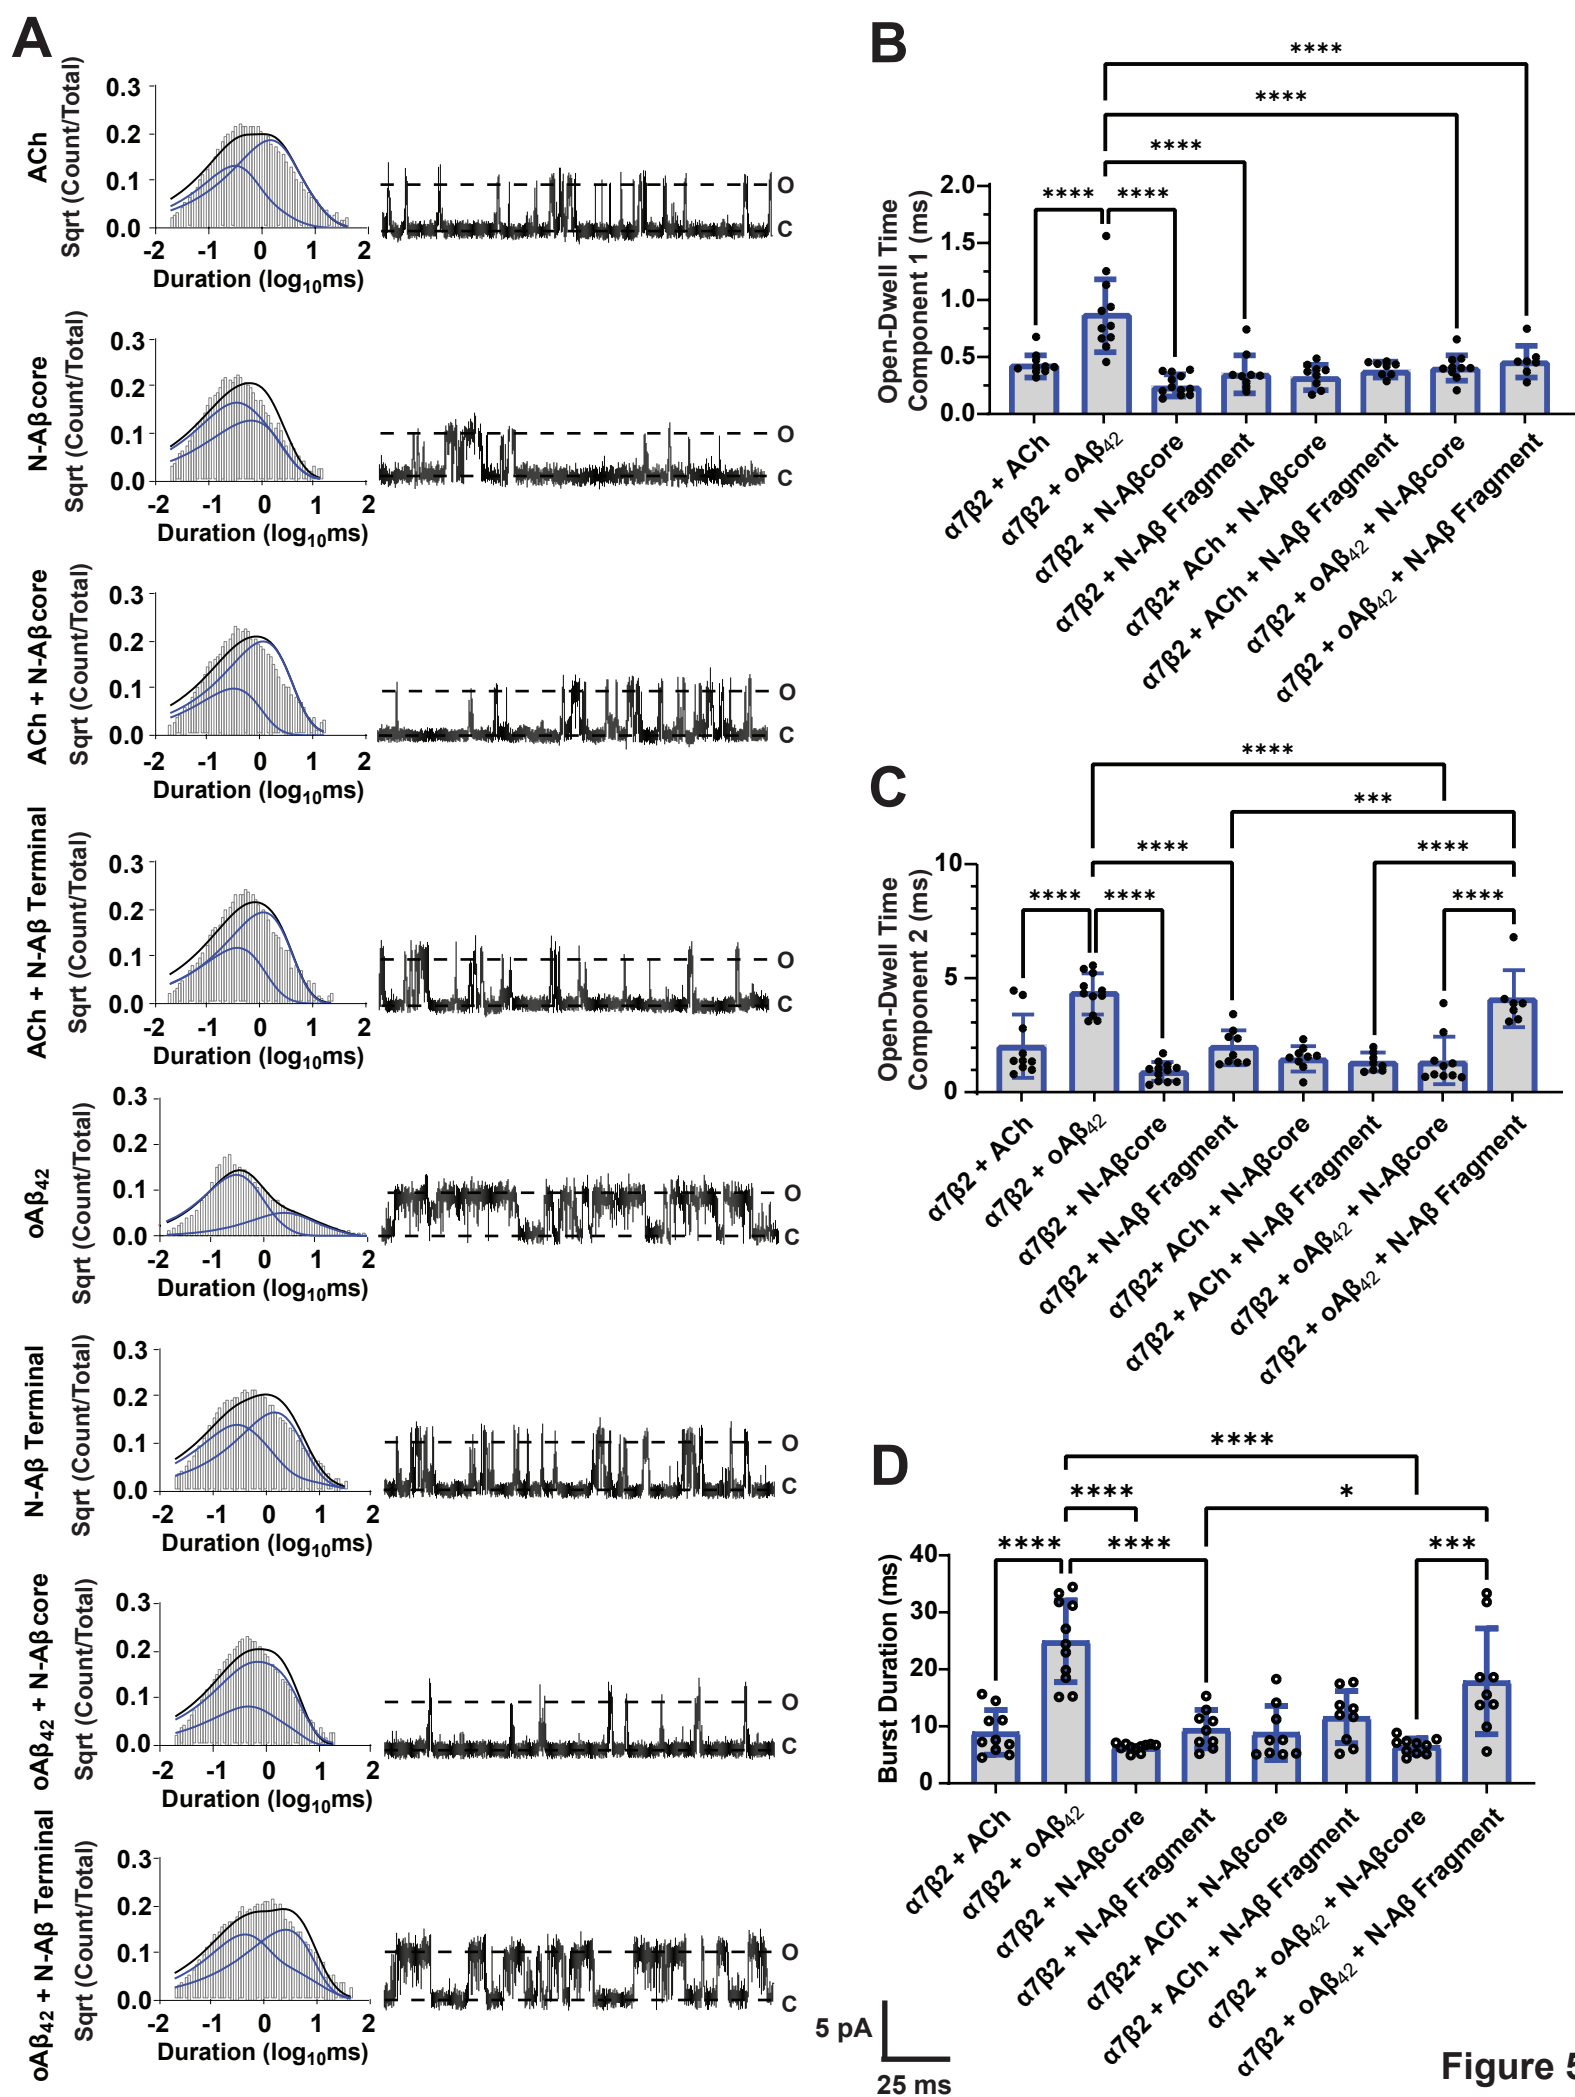 A
ACh
Sqrt (Count/Total)
0.3
0.2
0.1
0.0
-2 -1 0 1 2
Duration (log10ms)
O
C
N-Aβcore
Sqrt (Count/Total)
0.3
0.2
0.1
0.0
-2 -1 0 1 2
Duration (log10ms)
O
C
ACh + N-Aβcore
Sqrt (Count/Total)
0.3
0.2
0.1
0.0
-2 -1 0 1 2
Duration (log10ms)
O
C
ACh + N-Aβ Terminal
Sqrt (Count/Total)
0.3
0.2
0.1
0.0
-2 -1 0 1 2
Duration (log10ms)
O
C
oAβ42
Sqrt (Count/Total)
0.3
0.2
0.1
0.0
-2 -1 0 1 2
Duration (log10ms)
O
C
N-Aβ Terminal
Sqrt (Count/Total)
0.3
0.2
0.1
0.0
-2 -1 0 1 2
Duration (log10ms)
O
C
oAβ42 + N-Aβcore
Sqrt (Count/Total)
0.3
0.2
0.1
0.0
-2 -1 0 1 2
Duration (log10ms)
O
C
oAβ42 + N-Aβ Terminal
Sqrt (Count/Total)
0.3
0.2
0.1
0.0
-2 -1 0 1 2
Duration (log10ms)
O
C
5 pA
25 ms
B
****
****
****
**** ****
Open-Dwell Time
Component 1 (ms)
2.0
1.5
1.0
0.5
0.0
α7β2 + ACh
α7β2 + oAβ42
α7β2 + N-Aβcore
α7β2 + N-Aβ Fragment
α7β2+ ACh + N-Aβcore
α7β2 + ACh + N-Aβ Fragment
α7β2 + oAβ42 + N-Aβcore
α7β2 + oAβ42 + N-Aβ Fragment
C
****
***
**** ****
**** **** ****
Open-Dwell Time
Component 2 (ms)
10
5
0
α7β2 + ACh
α7β2 + oAβ42
α7β2 + N-Aβcore
α7β2 + N-Aβ Fragment
α7β2+ ACh + N-Aβcore
α7β2 + ACh + N-Aβ Fragment
α7β2 + oAβ42 + N-Aβcore
α7β2 + oAβ42 + N-Aβ Fragment
D
****
**** *
**** **** ***
Burst Duration (ms)
40
30
20
10
0
α7β2 + ACh
α7β2 + oAβ42
α7β2 + N-Aβcore
α7β2 + N-Aβ Fragment
α7β2+ ACh + N-Aβcore
α7β2 + ACh + N-Aβ Fragment
α7β2 + oAβ42 + N-Aβcore
α7β2 + oAβ42 + N-Aβ Fragment
Figure 5